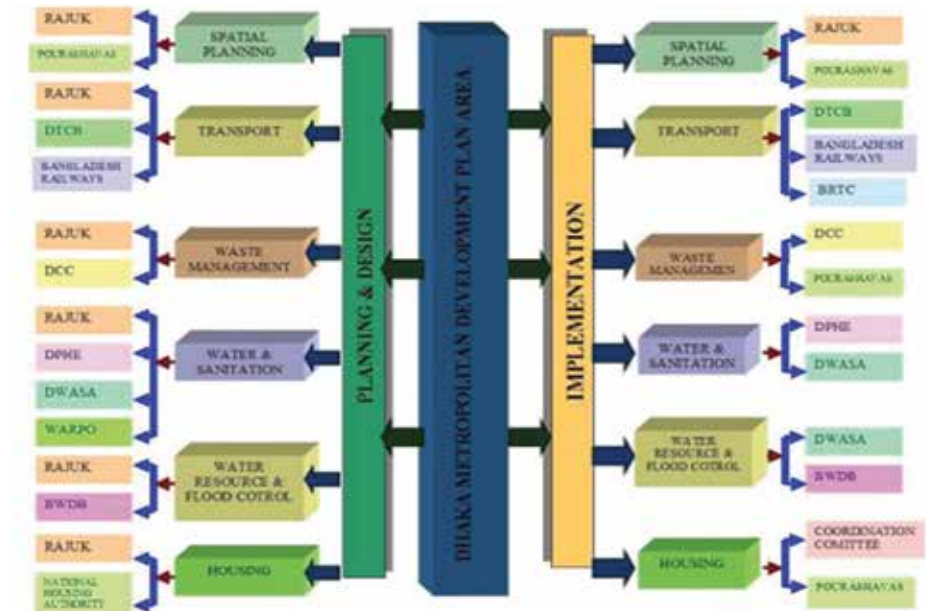 RAJUK
POURASHAVAS
SPATIAL
PLANNING
RAJUK
DTCB
BANGLADESH
RAILWAYS
TRANSPORT
RAJUK
DCC
WASTE
MANAGEMENT
RAJUK
DPHE
DWASA
WARPO
WATER &
SANITATION
RAJUK
BWDB
WATER
RESOURCE &
FLOOD COTROL
RAJUK
NATIONAL
HOUSING
AUTHORITY
HOUSING
PLANNING & DESIGN
DHAKA METROPOLITAN DEVELOPMENT PLAN AREA
IMPLEMENTATION
SPATIAL
PLANNING
RAJUK
POURASHAVAS
TRANSPORT
DTCB
BANGLADESH
RAILWAYS
BRTC
WASTE
MANAGEMEN
DCC
POURASHAVAS
WATER &
SANITATION
DPHE
DWASA
WATER
RESOURCE &
FLOOD COTROL
DWASA
BWDB
HOUSING
COORDINATION
COMITTEE
POURASHAVAS